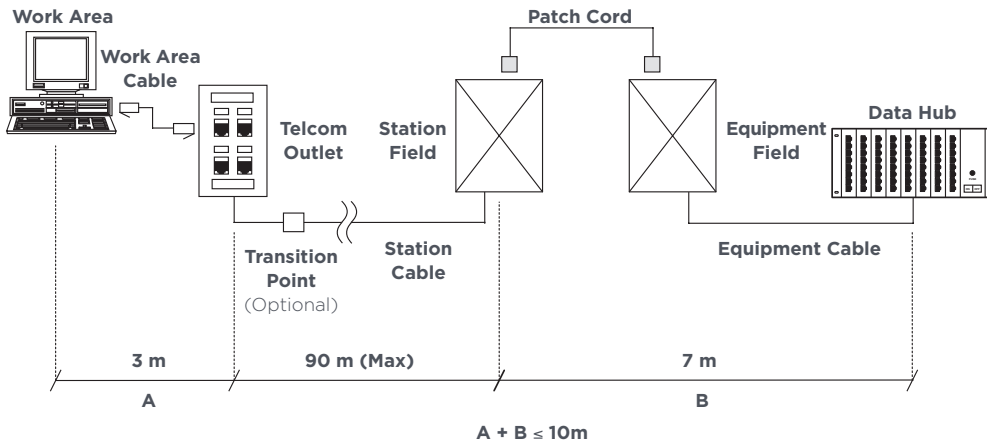 Work Area
Work Area
Cable
Telcom
Outlet
Station
Field
Patch Cord
Equipment
Field
Data Hub
Transition
Point
(Optional)
Station
Cable
Equipment Cable
3 m
90 m (Max)
7 m
A
B
A + B ≤ 10m